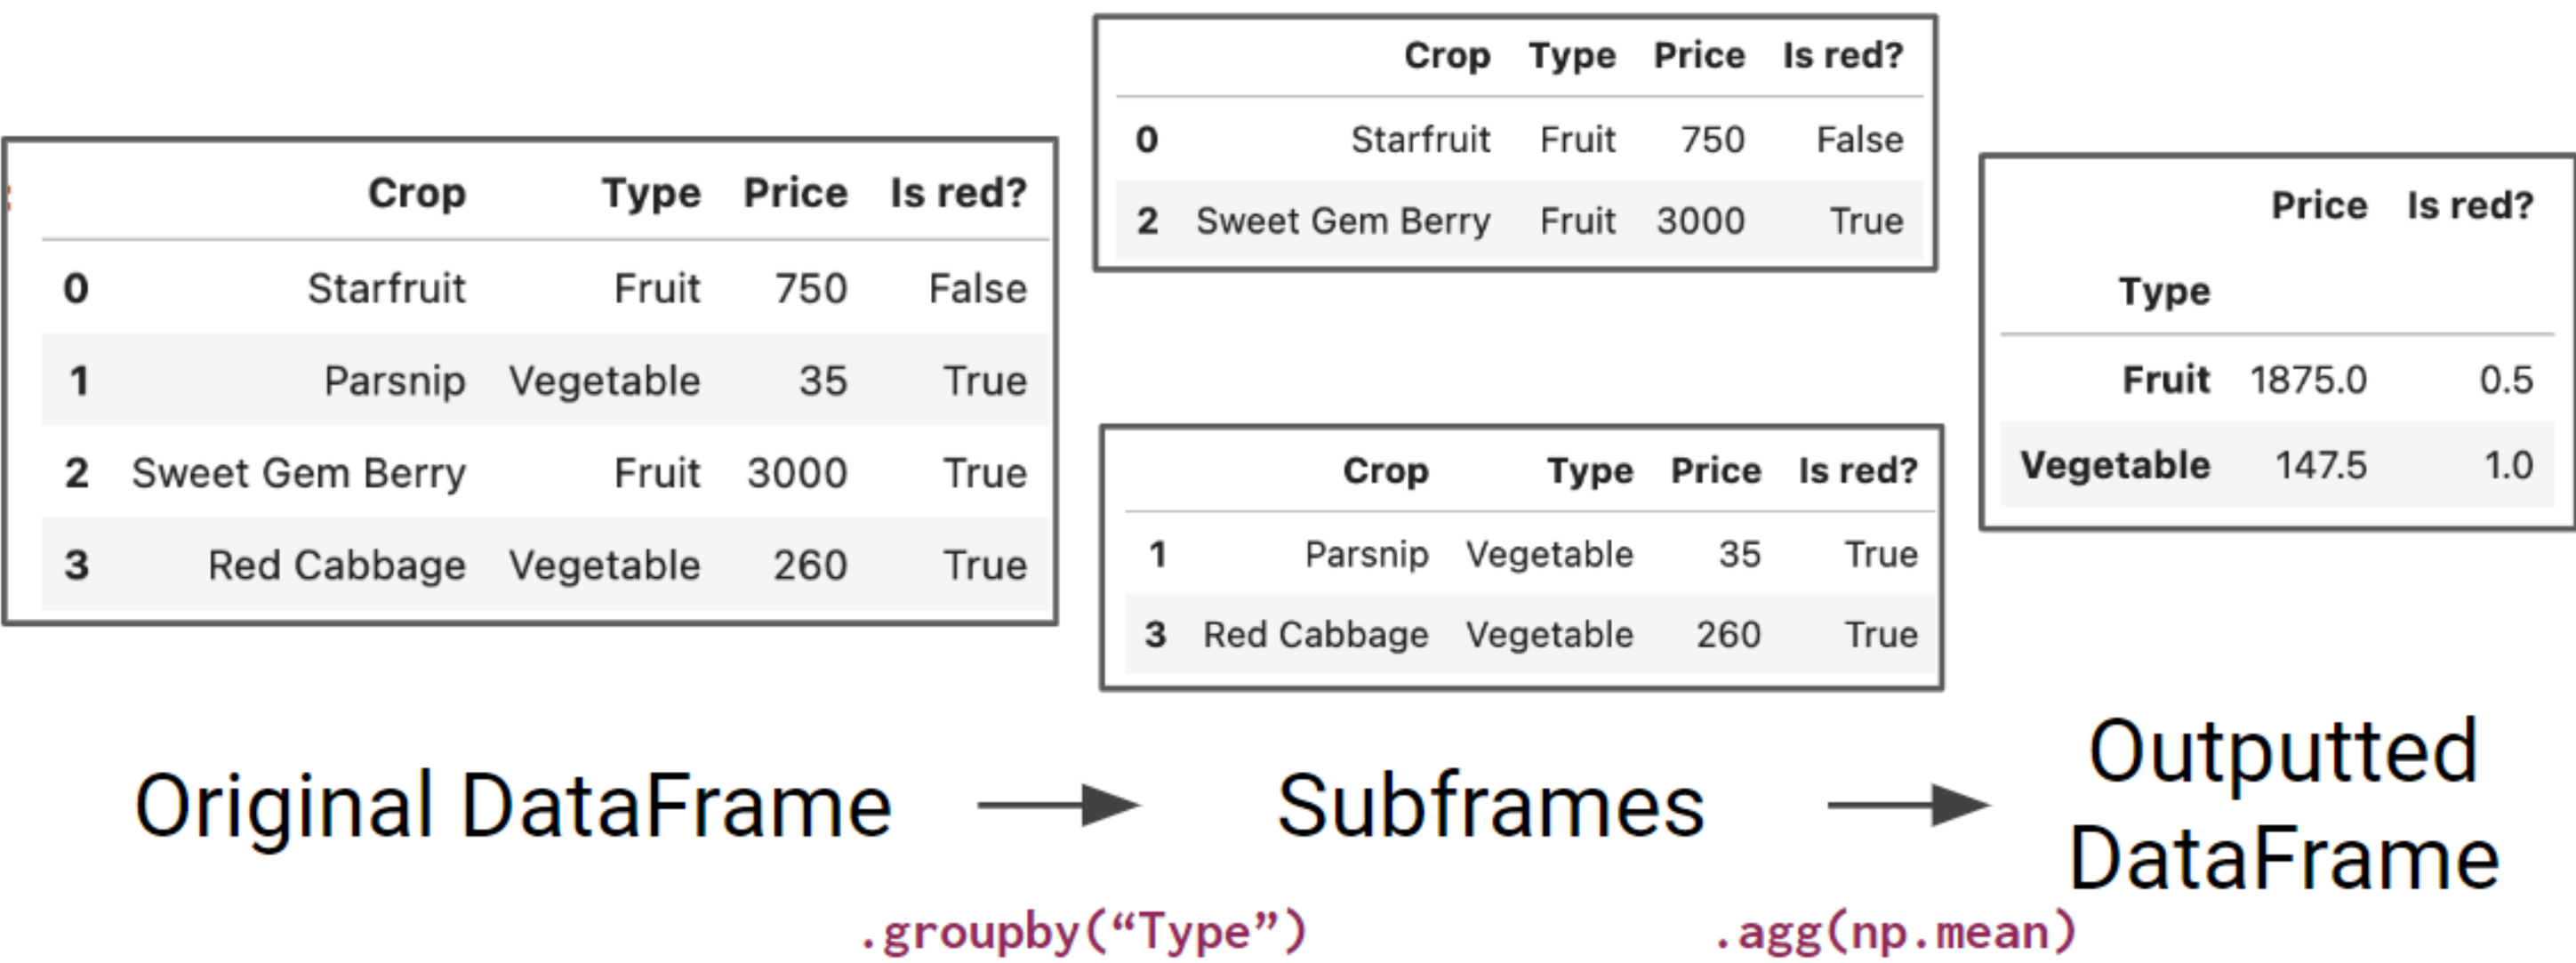 Crop Type Price Is red?
0 Starfruit Fruit 750 False
1 Parsnip Vegetable 35 True
2 Sweet Gem Berry Fruit 3000 True
3 Red Cabbage Vegetable 260 True
Crop Type Price Is red?
0 Starfruit Fruit 750 False
2 Sweet Gem Berry Fruit 3000 True
Crop Type Price Is red?
1 Parsnip Vegetable 35 True
3 Red Cabbage Vegetable 260 True
Price Is red?
Type
Fruit 1875.0 0.5
Vegetable 147.5 1.0
Original DataFrame
Subframes
Outputted
DataFrame
.groupby(“Type”)
.agg(np.mean)